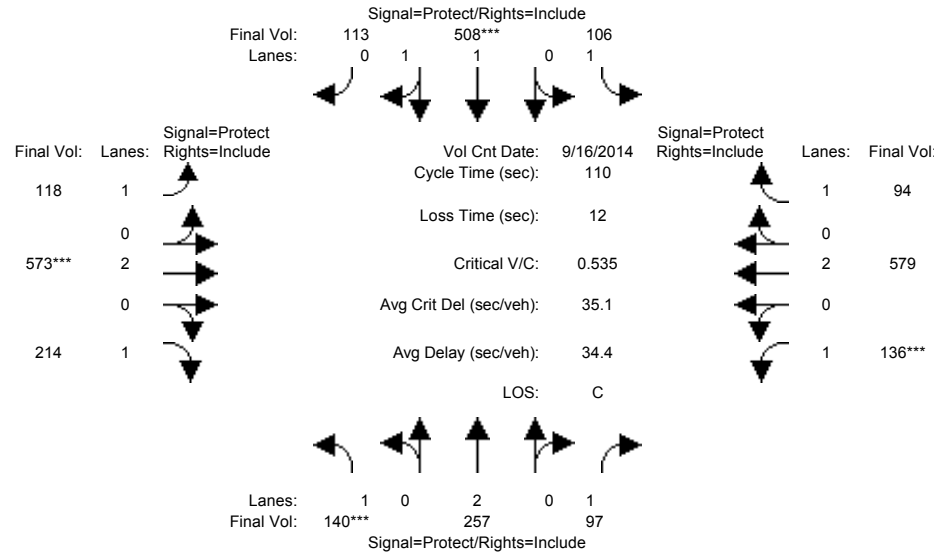 Signal=Protect/Rights=Include
Final Vol: 113 508*** 106
Lanes: 0 1 1 0 1
Signal=Protect
Final Vol: Lanes: Rights=Include
Vol Cnt Date: 9/16/2014
Signal=Protect
Rights=Include Lanes: Final Vol:
Cycle Time (sec): 110
118 1
1 94
Loss Time (sec): 12
0
0
573*** 2
Critical V/C: 0.535
2 579
0
Avg Crit Del (sec/veh): 35.1
0
214 1
Avg Delay (sec/veh): 34.4
1 136***
LOS: C
Lanes: 1 0 2 0 1
Final Vol: 140*** 257 97
Signal=Protect/Rights=Include